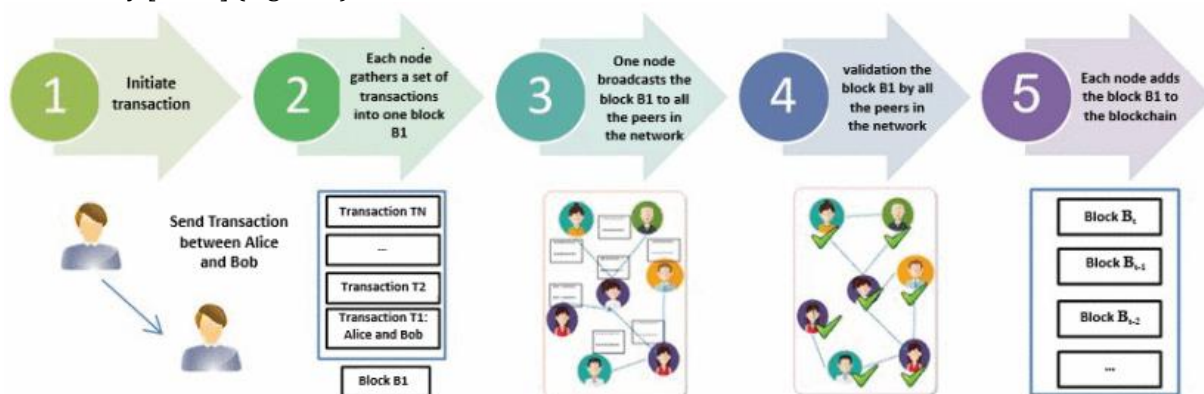 1
Initiate
transaction
2
Each node
gathers a set of
transactions
into one block
B1
3
One node
broadcasts the
block B1 to all
the peers in
the network
4
validation the
block B1 by all
the peers in
the network
5
Each node adds
the block B1 to
the blockchain
Send Transaction
between Alice
and Bob
Transaction TN
...
Transaction T2
Transaction T1:
Alice and Bob
Block B1
Block Bs
Block Bs-1
Block Bs-2
...